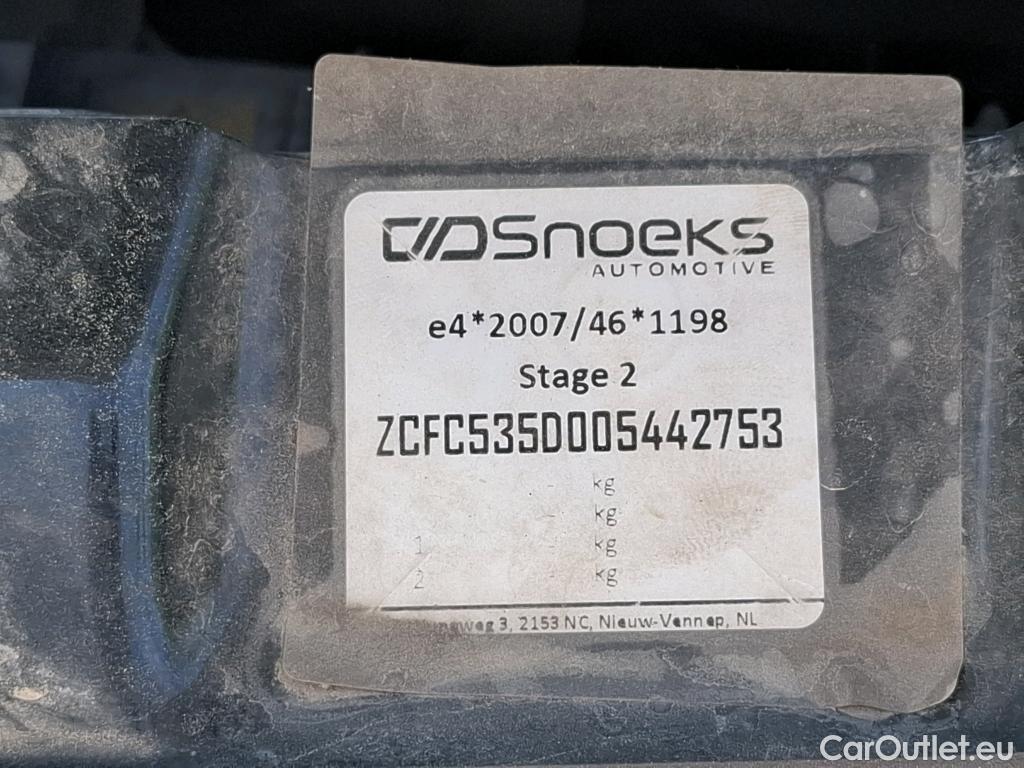 Snoeks
AUTOMOTIVE
e4*2007/46*1198
Stage 2
ZCFC535D005442753
- kg
- kg
1 - kg
2 - kg
3, 2153 NC, Nieuw-Vennep, NL
CarOutlet.eu